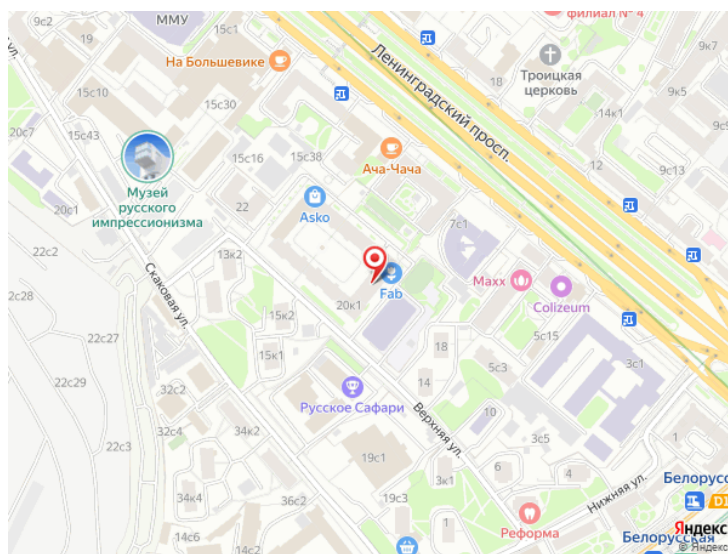 9с2
ул.
ММУ
15с1
филиал № 4
На Большевике
Ленинградский просп.
Троицкая
церковь
18
9к5
9к7
15с10
15с30
14к1
20с7
15с43
15с16
15с38
12
9с13
Ача-Чача
Музей
русского
импрессионизма
22
Asko
7с1
20с1
22с2
13к2
Скаковая ул.
Fab
Maxx
Colizeum
22с28
20к1
15к2
22с27
15к1
18
5с15
5с3
3с1
22с29
32с2
14
Русское Сафари
Верхняя ул.
10
32с4
34к2
22с3
3с5
1
19с1
3к1
6
4
Нижняя ул.
Белорусс
34к4
36с2
19с3
D1
Реформа
Яндекс
14с6
14с2
Белорусская
© Яндекс